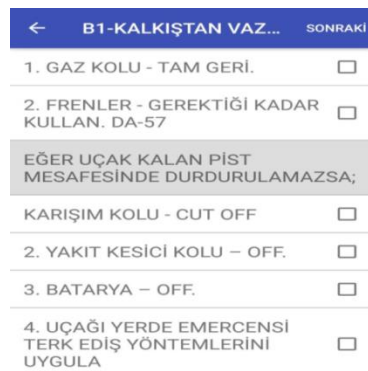 B1-KALKIŞTAN VAZ... SONRAKİ
1. GAZ KOLU - TAM GERİ.
2. FRENLER - GEREKTİĞİ KADAR
KULLAN. DA-57
EĞER UÇAK KALAN PİST
MESAFESİNDE DURDURULAMAZSA;
KARIŞIM KOLU - CUT OFF
2. YAKIT KESİCİ KOLU – OFF.
3. BATARYA – OFF.
4. UÇAĞI YERDE EMERCENSİ
TERK EDİŞ YÖNTEMLERİNİ
UYGULA